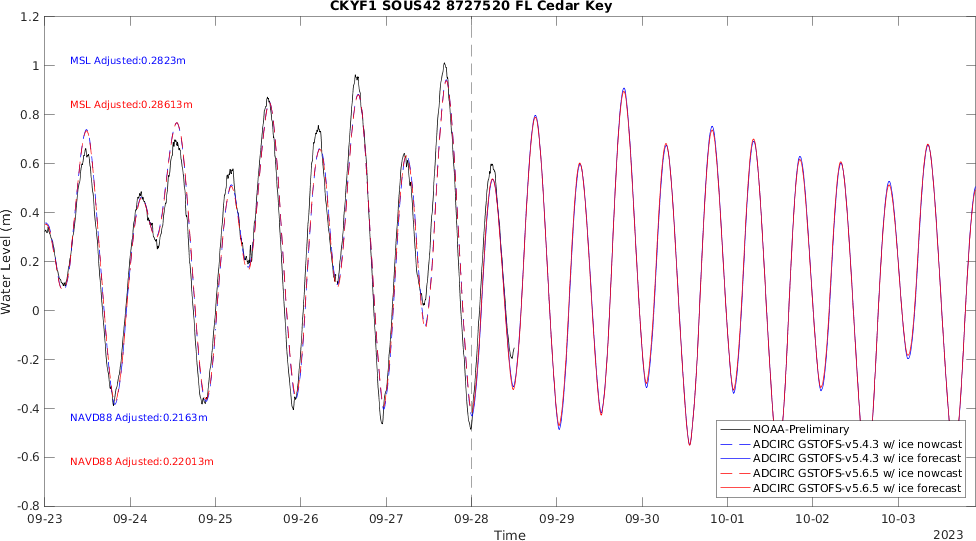 CKYF1 SOUS42 8727520 FL Cedar Key
1.2
1
0.8
0.6
0.4
0.2
0
-0.2
-0.4
-0.6
-0.8
Water Level (m)
MSL Adjusted:0.2823m
MSL Adjusted:0.28613m
NAVD88 Adjusted:0.2163m
NAVD88 Adjusted:0.22013m
NOAA-Preliminary
ADCIRC GSTOFS-v5.4.3 w/ ice nowcast
ADCIRC GSTOFS-v5.4.3 w/ ice forecast
ADCIRC GSTOFS-v5.6.5 w/ ice nowcast
ADCIRC GSTOFS-v5.6.5 w/ ice forecast
09-23 09-24 09-25 09-26 09-27 09-28 09-29 09-30 10-01 10-02 10-03
Time
2023